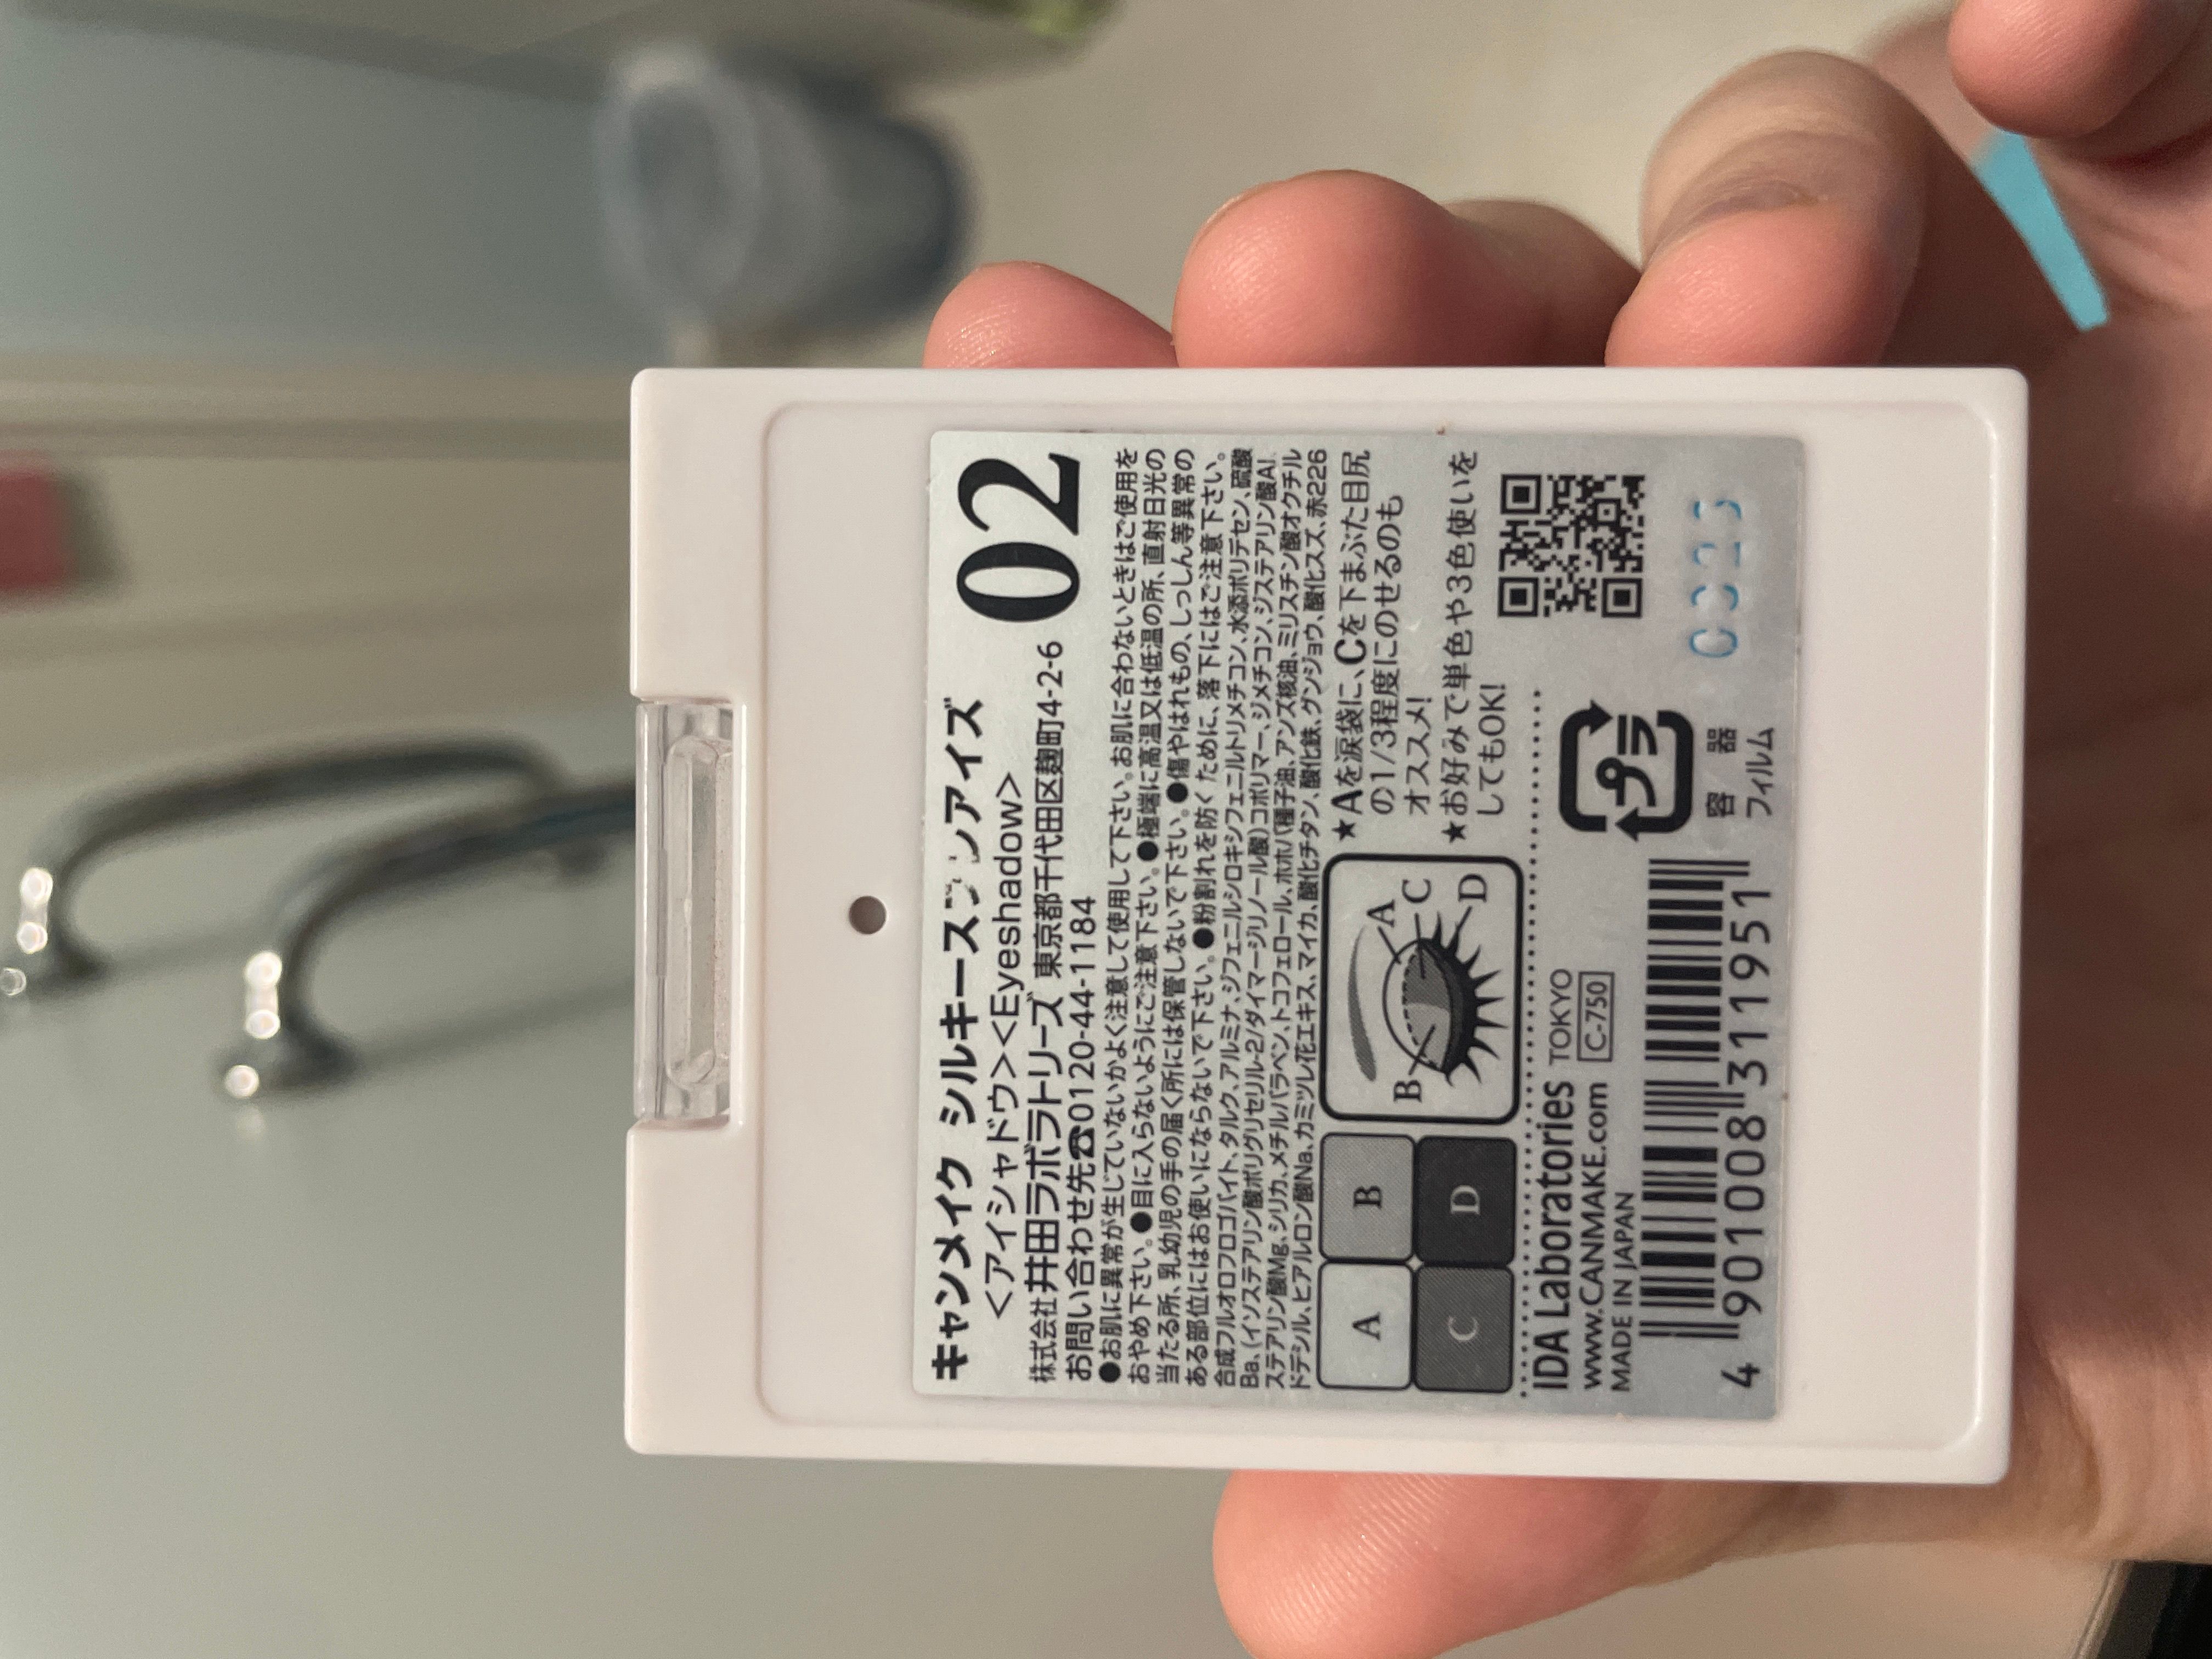 キャンメイク シルキースフレアイズ
02
<アイシャドウ><Eyeshadow>
株式会社井田ラボラトリーズ 東京都千代田区麹町4-2-6
お問い合わせ先☎0120-44-1184
●お肌に異常が生じていないかよく注意して使用して下さい。お肌に合わないときはご使用を
おやめ下さい。●目に入らないようにご注意下さい。●極端に高温又は低温の所、直射日光の
当たる所、乳幼児の手の届く所には保管しないで下さい。●傷やはれもの、しっしん等異常の
ある部位にはお使いにならないで下さい。●粉割れを防ぐために、落下にはご注意下さい。
合成フルオロフロゴパイト、タルク、アルミナ、ジフェニルシロキシフェニルトリメチコン、水添ポリデセン、硫酸
Ba、(イソステアリン酸ポリグリセリル-2/ダイマージリノール酸)コポリマー、ジメチコン、ジステアリン酸Al、
ステアリン酸Mg、シリカ、メチルパラベン、トコフェロール、ホホバ種子油、アンズ核油、ミリスチン酸オクチル
ドデシル、ヒアルロン酸Na、カミツレ花エキス、マイカ、酸化チタン、酸化鉄、グンジョウ、酸化スズ、赤226
A B
C D
B A C D
★Aを涙袋に、Cを下まぶた目尻
の1/3程度にのせるのも
オススメ!
★お好みで単色や3色使いを
してもOK!
IDA Laboratories TOKYO
www.CANMAKE.com C-750
MADE IN JAPAN
4 901008 311951
プラ
容器
フィルム